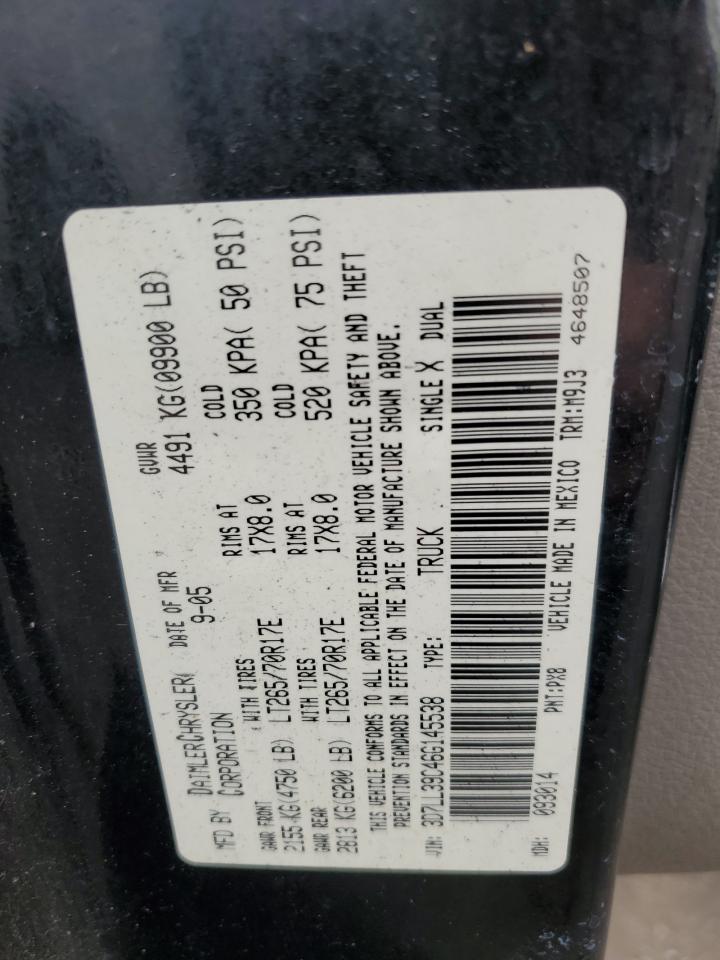 MFD BY DAIMLERCHRYSLER CORPORATION DATE OF MFR 9-05 GVWR 4491 KG(09900 LB)
GAWR FRONT WITH TIRES RIMS AT COLD
2155 KG(4750 LB) LT265/70R17E 17X8.0 350 KPA( 50 PSI)
GAWR REAR WITH TIRES RIMS AT COLD
2813 KG(6200 LB) LT265/70R17E 17X8.0 520 KPA( 75 PSI)
THIS VEHICLE CONFORMS TO ALL APPLICABLE FEDERAL MOTOR VEHICLE SAFETY AND THEFT
PREVENTION STANDARDS IN EFFECT ON THE DATE OF MANUFACTURE SHOWN ABOVE.
VIN: 3D7LL39C46G145538 TYPE: TRUCK SINGLE X DUAL
MDH: 093014 PNT:PX8 VEHICLE MADE IN MEXICO TRM:M9J3 4648507